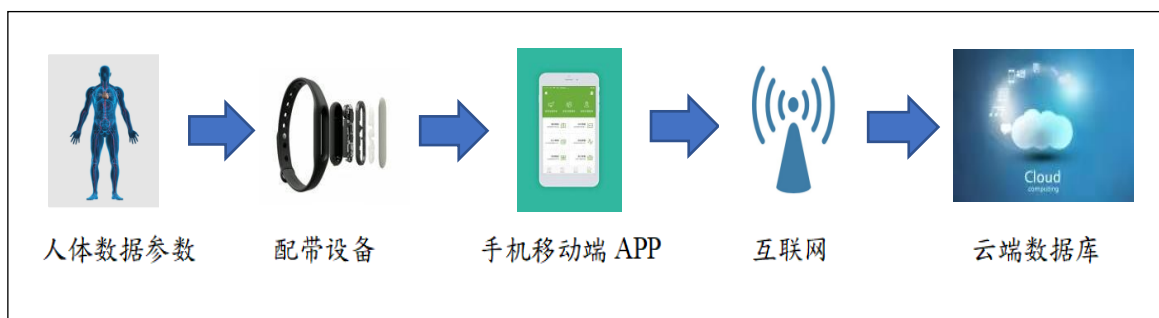 Cloud
computing
人体数据参数
配带设备
手机移动端 APP
互联网
云端数据库